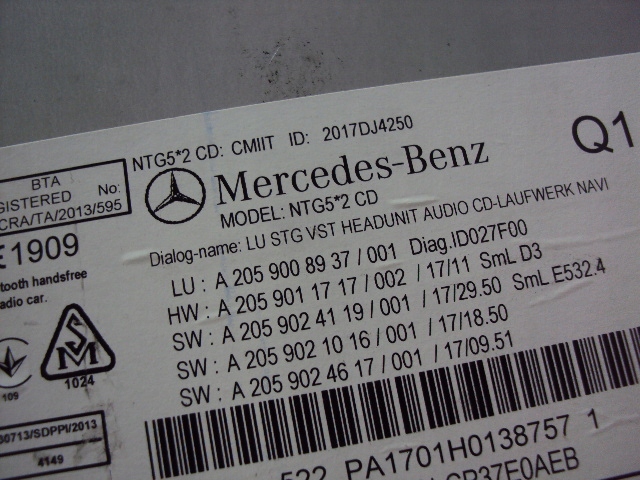 NTG5*2 CD: CMIIT ID: 2017DJ4250
Q1
Mercedes-Benz
MODEL: NTG5*2 CD
Dialog-name: LU STG VST HEADUNIT AUDIO CD-LAUFWERK NAVI
LU : A 205 900 89 37 / 001 Diag.ID027F00
HW : A 205 901 17 17 / 002 / 17/11 SmL D3
SW : A 205 902 41 19 / 001 / 17/29.50 SmL E532.4
SW : A 205 902 10 16 / 001 / 17/18.50
SW : A 205 902 46 17 / 001 / 17/09.51
BTA
GISTERED No:
CRA/TA/2013/595
1909
tooth handsfree
adio car.
SM
1024
109
30713/SDPPI/2013
4149
522 PA1701H0138757 1
CP37E0AEB